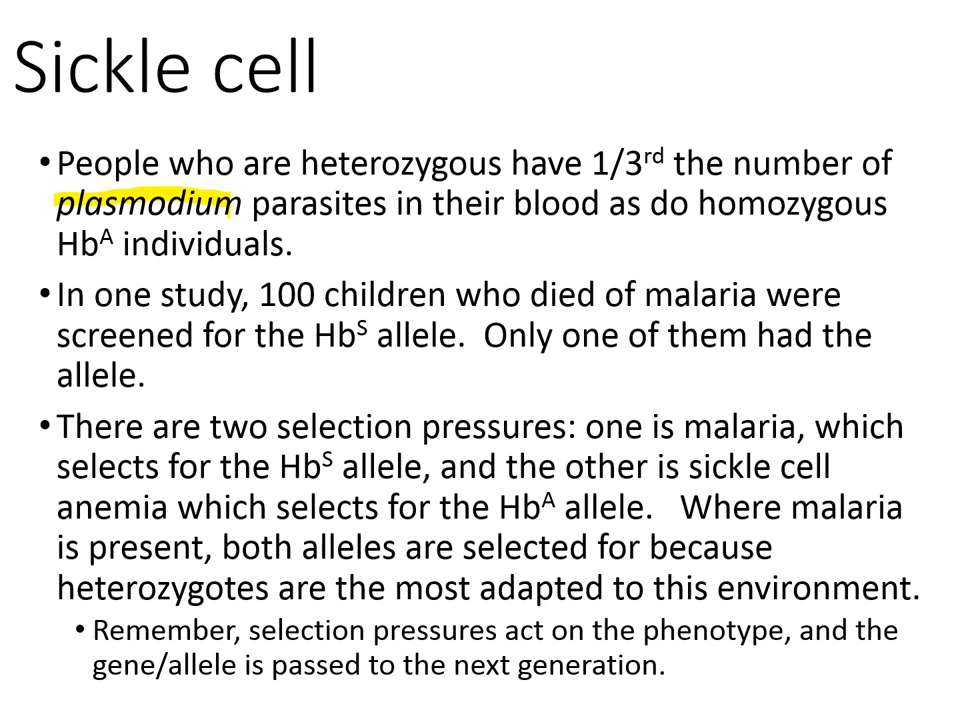 Sickle cell
• People who are heterozygous have 1/3rd the number of
plasmodium parasites in their blood as do homozygous
HbA individuals.
• In one study, 100 children who died of malaria were
screened for the HbS allele.  Only one of them had the
allele.
• There are two selection pressures: one is malaria, which
selects for the HbS allele, and the other is sickle cell
anemia which selects for the HbA allele.   Where malaria
is present, both alleles are selected for because
heterozygotes are the most adapted to this environment.
• Remember, selection pressures act on the phenotype, and the
gene/allele is passed to the next generation.